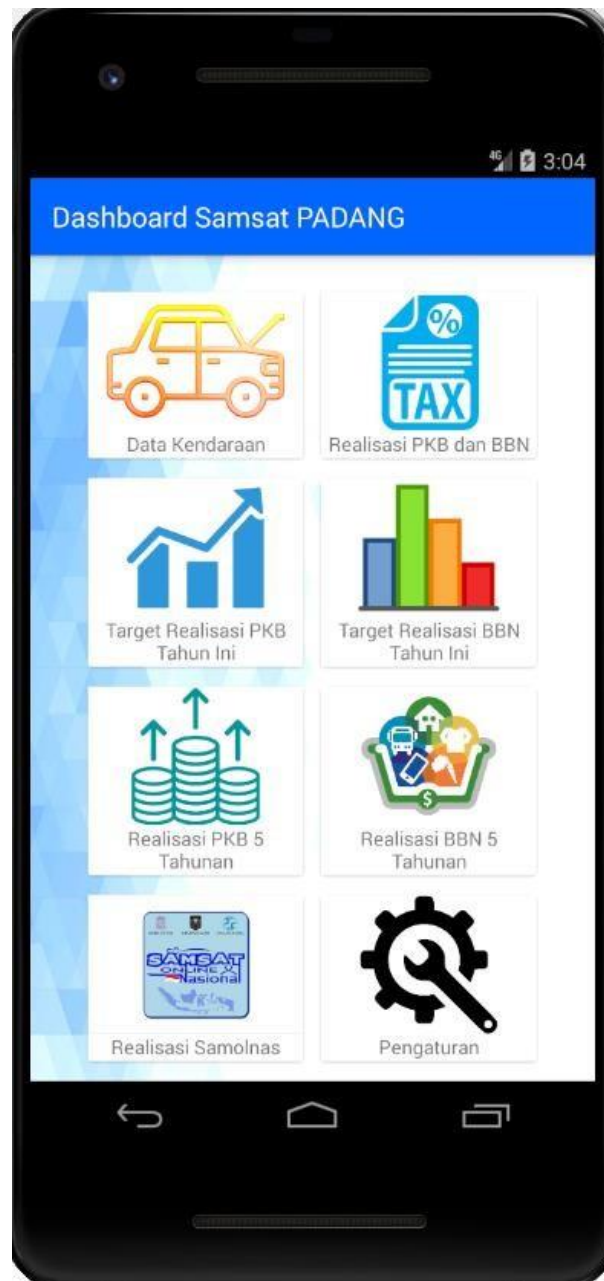 4G 3:04
Dashboard Samsat PADANG
%
TAX
Data Kendaraan
Realisasi PKB dan BBN
Target Realisasi PKB
Tahun Ini
Target Realisasi BBN
Tahun Ini
$
Realisasi PKB 5
Tahunan
Realisasi BBN 5
Tahunan
SAMSAT
ONLINE
Nasional
Realisasi Samolnas
Pengaturan